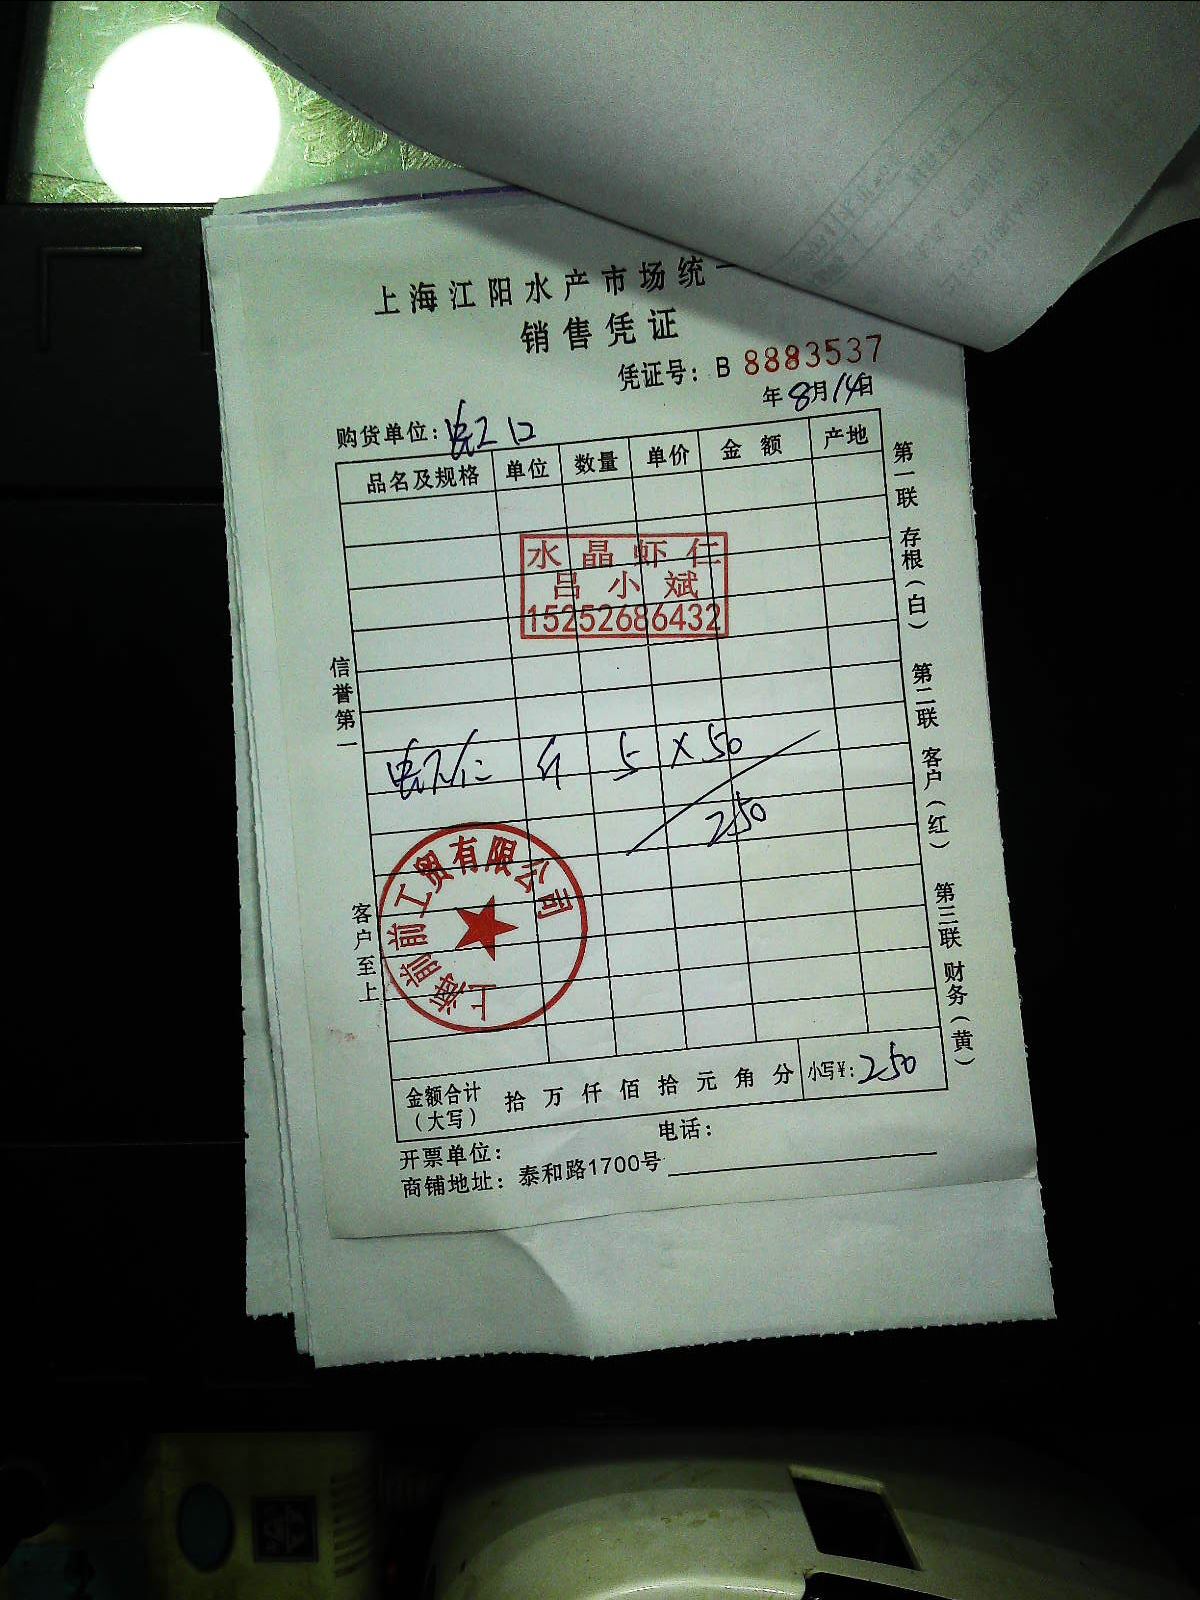 上海江阳水产市场统一
销售凭证
凭证号：B 8883537
年8月14日
购货单位：
品名及规格 单位 数量 单价 金额 产地
水晶虾仁
吕小斌
15252686432
斤 5 ×50
250
上海前前工贸有限公司
金额合计（大写） 拾 万 仟 佰 拾 元 角 分 小写¥：250
开票单位： 电话：
商铺地址：泰和路1700号
信誉第一
客户至上
第一联 存根（白） 第二联 客户（红） 第三联 财务（黄）